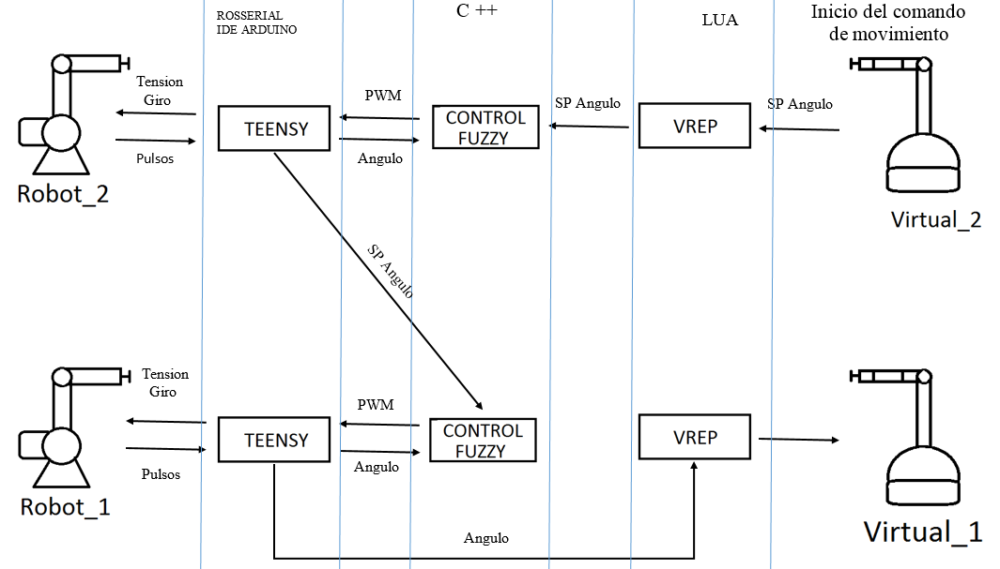 ROSSERIAL
IDE ARDUINO
C ++
LUA
Inicio del comando
de movimiento
Tension
Giro
PWM
SP Angulo
SP Angulo
TEENSY
CONTROL
FUZZY
VREP
Pulsos
Angulo
Robot_2
Virtual_2
SP Angulo
Tension
Giro
PWM
TEENSY
CONTROL
FUZZY
VREP
Pulsos
Angulo
Robot_1
Virtual_1
Angulo